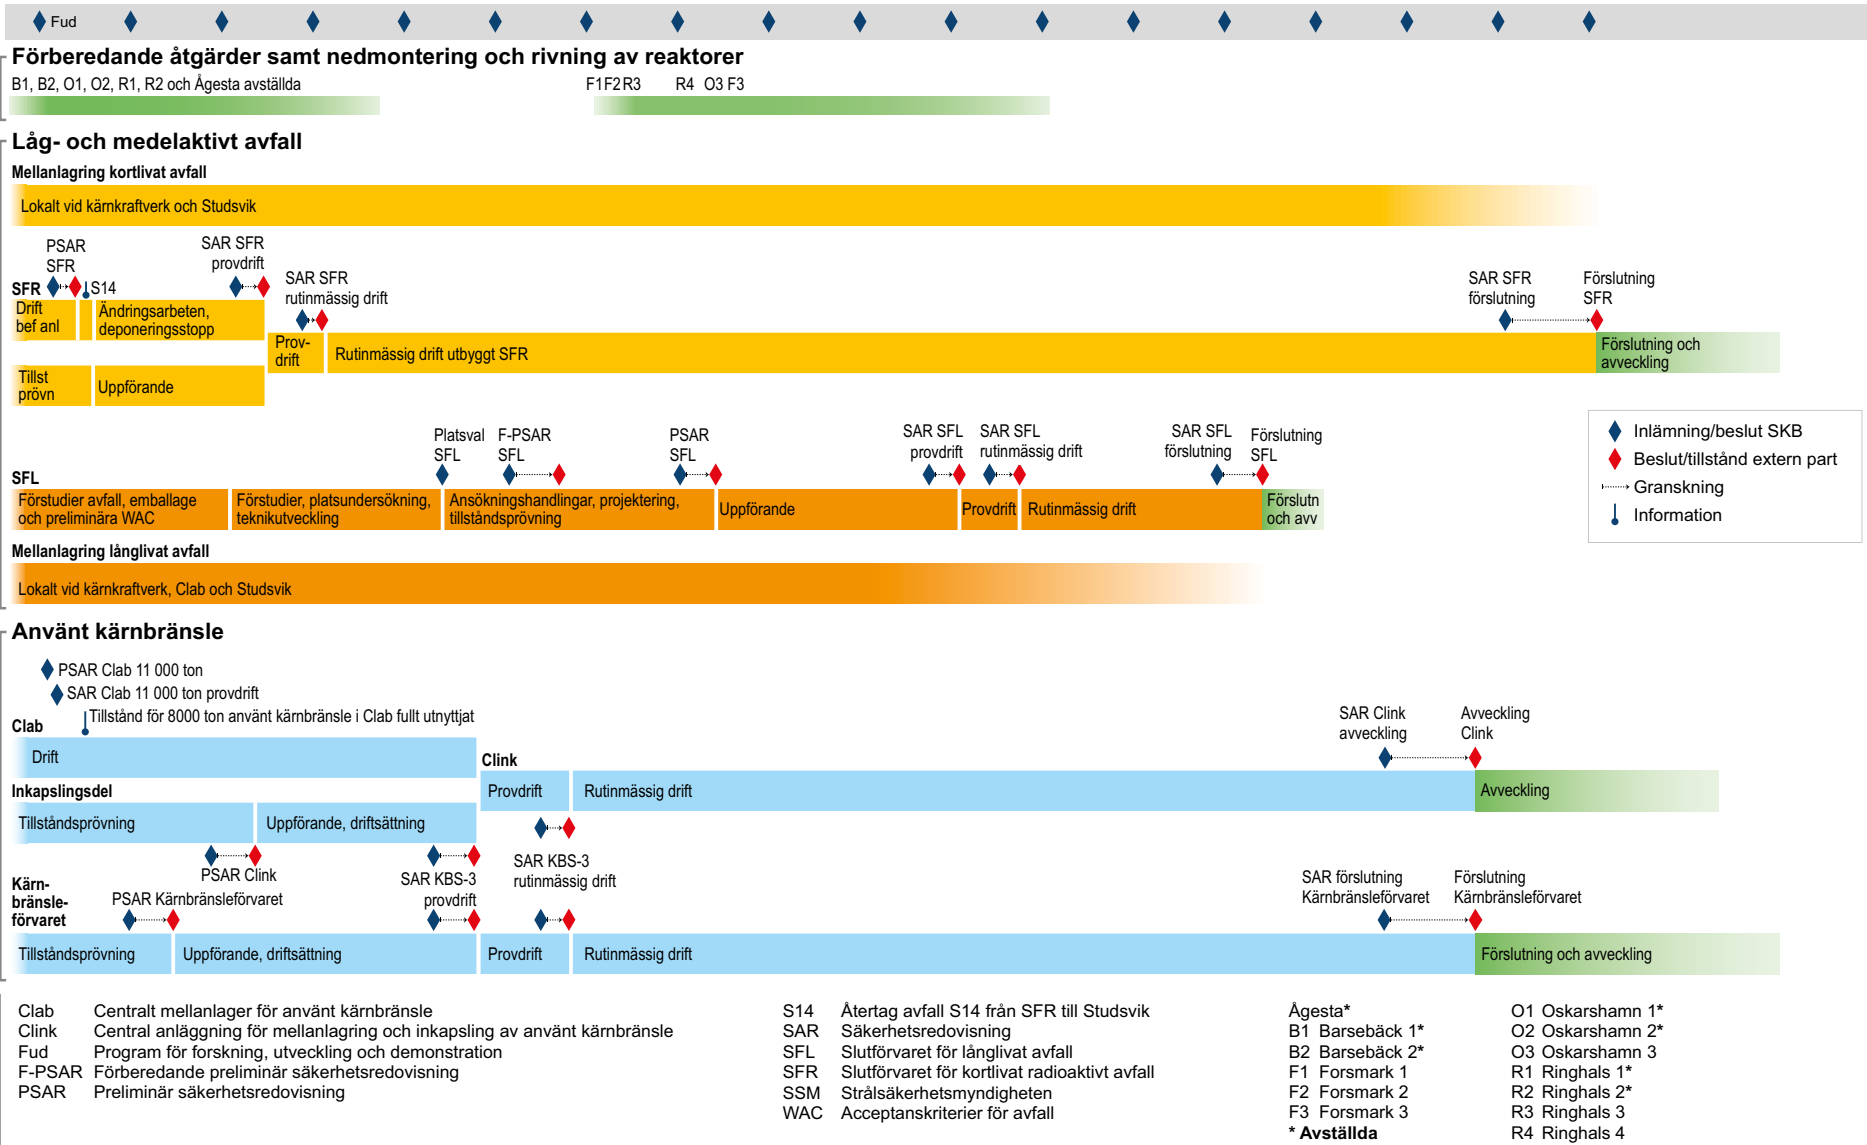 Fud
Förberedande åtgärder samt nedmontering och rivning av reaktorer
B1, B2, O1, O2, R1, R2 och Ågesta avställda
F1 F2 R3 R4 O3 F3
Låg- och medelaktivt avfall
Mellanlagring kortlivat avfall
Lokalt vid kärnkraftverk och Studsvik
PSAR
SFR
SAR SFR
provdrift
SAR SFR
rutinmässig drift
SAR SFR
förslutning
Förslutning
SFR
SFR
S14
Drift
bef anl
Ändringsarbeten,
deponeringsstopp
Prov-
drift
Rutinmässig drift utbyggt SFR
Förslutning och
avveckling
Tillst
prövn
Uppförande
Platsval
SFL
F-PSAR
SFL
PSAR
SFL
SAR SFL
provdrift
SAR SFL
rutinmässig drift
SAR SFL
förslutning
Förslutning
SFL
SFL
Förstudier avfall, emballage
och preliminära WAC
Förstudier, platsundersökning,
teknikutveckling
Ansökningshandlingar, projektering,
tillståndsprövning
Uppförande
Provdrift
Rutinmässig drift
Förslutn
och avv
Inlämning/beslut SKB
Beslut/tillstånd extern part
Granskning
Information
Mellanlagring långlivat avfall
Lokalt vid kärnkraftverk, Clab och Studsvik
Använt kärnbränsle
PSAR Clab 11 000 ton
SAR Clab 11 000 ton provdrift
Tillstånd för 8000 ton använt kärnbränsle i Clab fullt utnyttjat
Clab
Drift
Clink
Provdrift
Rutinmässig drift
SAR Clink
avveckling
Avveckling
Clink
Avveckling
Inkapslingsdel
Tillståndsprövning
Uppförande, driftsättning
PSAR Clink
SAR KBS-3
provdrift
SAR KBS-3
rutinmässig drift
SAR förslutning
Kärnbränsleförvaret
Förslutning
Kärnbränsleförvaret
Kärn-
bränsle-
förvaret
PSAR Kärnbränsleförvaret
Tillståndsprövning
Uppförande, driftsättning
Provdrift
Rutinmässig drift
Förslutning och avveckling
Clab Centralt mellanlager för använt kärnbränsle
Clink Central anläggning för mellanlagring och inkapsling av använt kärnbränsle
Fud Program för forskning, utveckling och demonstration
F-PSAR Förberedande preliminär säkerhetsredovisning
PSAR Preliminär säkerhetsredovisning
S14 Återtag avfall S14 från SFR till Studsvik
SAR Säkerhetsredovisning
SFL Slutförvaret för långlivat avfall
SFR Slutförvaret för kortlivat radioaktivt avfall
SSM Strålsäkerhetsmyndigheten
WAC Acceptanskriterier för avfall
Ågesta*
B1 Barsebäck 1*
B2 Barsebäck 2*
F1 Forsmark 1
F2 Forsmark 2
F3 Forsmark 3
* Avställda
O1 Oskarshamn 1*
O2 Oskarshamn 2*
O3 Oskarshamn 3
R1 Ringhals 1*
R2 Ringhals 2*
R3 Ringhals 3
R4 Ringhals 4